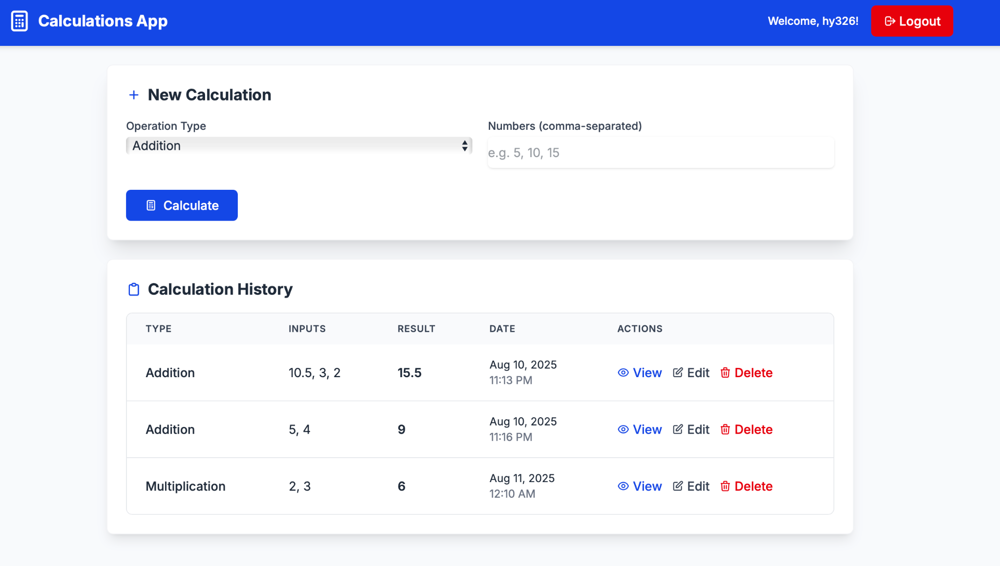 Calculations App
Welcome, hy326!
Logout
New Calculation
Operation Type
Numbers (comma-separated)
Addition
e.g. 5, 10, 15
Calculate
Calculation History
TYPE INPUTS RESULT DATE ACTIONS
Addition 10.5, 3, 2 15.5 Aug 10, 2025 View Edit Delete
11:13 PM
Addition 5, 4 9 Aug 10, 2025 View Edit Delete
11:16 PM
Multiplication 2, 3 6 Aug 11, 2025 View Edit Delete
12:10 AM